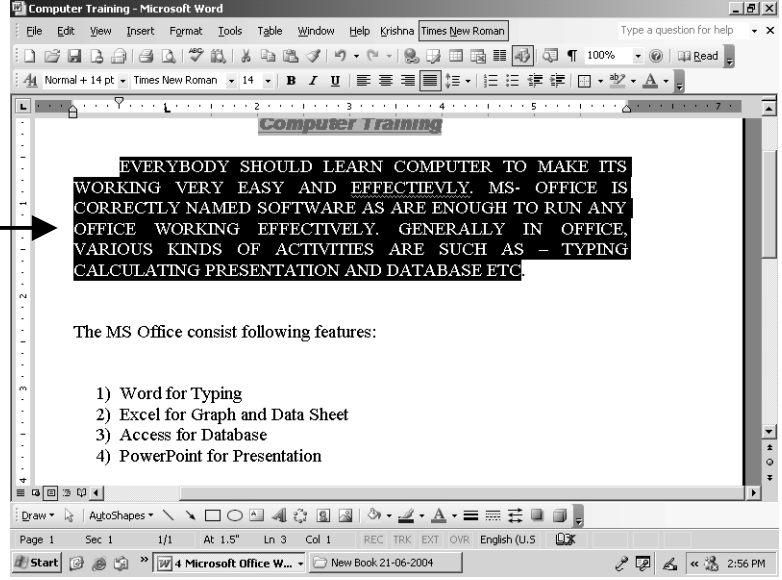 Computer Training - Microsoft Word
File Edit View Insert Format Tools Table Window Help Krishna Times New Roman Type a question for help
100% Read
Normal + 14 pt Times New Roman 14 B I U
2 3 4 5 7
Computer Training
EVERYBODY SHOULD LEARN COMPUTER TO MAKE ITS
WORKING VERY EASY AND EFFECTIEVLY. MS- OFFICE IS
CORRECTLY NAMED SOFTWARE AS ARE ENOUGH TO RUN ANY
OFFICE WORKING EFFECTIVELY. GENERALLY IN OFFICE,
VARIOUS KINDS OF ACTIVITIES ARE SUCH AS – TYPING
CALCULATING PRESENTATION AND DATABASE ETC.
The MS Office consist following features:
1) Word for Typing
2) Excel for Graph and Data Sheet
3) Access for Database
4) PowerPoint for Presentation
Draw AutoShapes
Page 1 Sec 1 1/1 At 1.5" Ln 3 Col 1 REC TRK EXT OVR English (U.S
Start » 4 Microsoft Office W... New Book 21-06-2004 « 2:56 PM